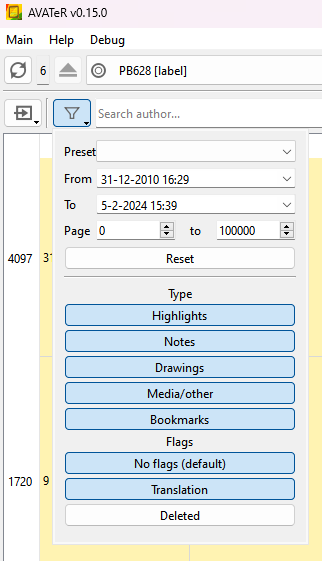 AVATeR v0.15.0
Main Help Debug
6 PB628 [label]
Search author...
Preset
From 31-12-2010 16:29
To 5-2-2024 15:39
Page 0 to 100000
Reset
4097 31
Type
Highlights
Notes
Drawings
Media/other
Bookmarks
Flags
No flags (default)
1720 9
Translation
Deleted